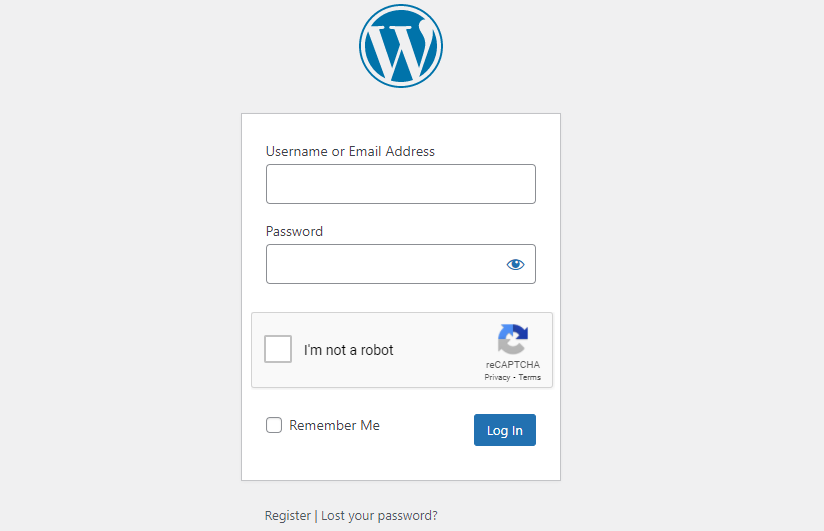 Username or Email Address
Password
I'm not a robot
reCAPTCHA
Privacy - Terms
Remember Me
Log In
Register | Lost your password?